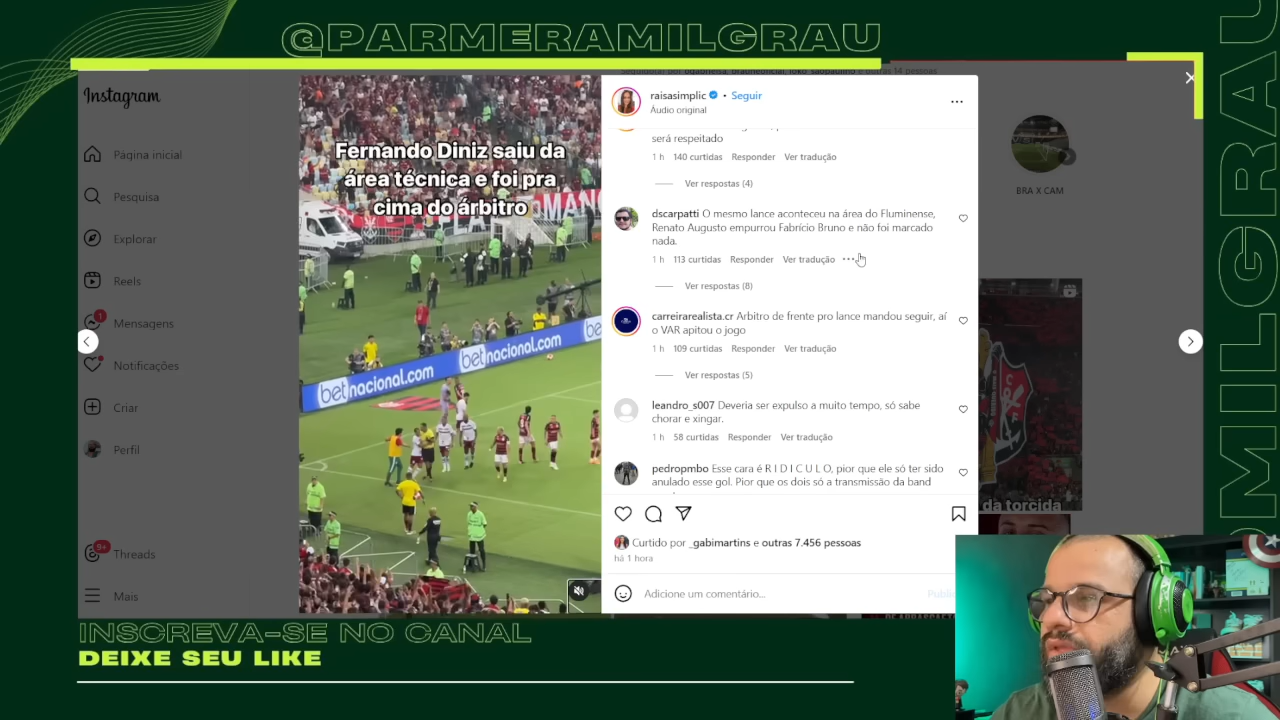 @PARMERAMILGRAU
Instagram
Página inicial
Pesquisa
Explorar
Reels
1
Mensagens
Notificações
Criar
Perfil
9+
Threads
Mais
Fernando Diniz saiu da
área técnica e foi pra
cima do árbitro
betnacional.com
betnacional.com
be
MAN
raisasimplic • Seguir
Áudio original
será respeitado
1 h 140 curtidas Responder Ver tradução
Ver respostas (4)
dscarpatti O mesmo lance aconteceu na área do Fluminense,
Renato Augusto empurrou Fabrício Bruno e não foi marcado
nada.
1 h 113 curtidas Responder Ver tradução
Ver respostas (8)
carreirarealista.cr Arbitro de frente pro lance mandou seguir, aí
o VAR apitou o jogo
1 h 109 curtidas Responder Ver tradução
Ver respostas (5)
leandro_s007 Deveria ser expulso a muito tempo, só sabe
chorar e xingar.
1 h 58 curtidas Responder Ver tradução
pedropmbo Esse cara é R I D I C U L O, pior que ele só ter sido
anulado esse gol. Pior que os dois só a transmissão da band
Curtido por _gabimartins e outras 7.456 pessoas
há 1 hora
Adicione um comentário...
Publi
BRA X CAM
da torcida
INSCREVA-SE NO CANAL
DEIXE SEU LIKE
OMILGRAU